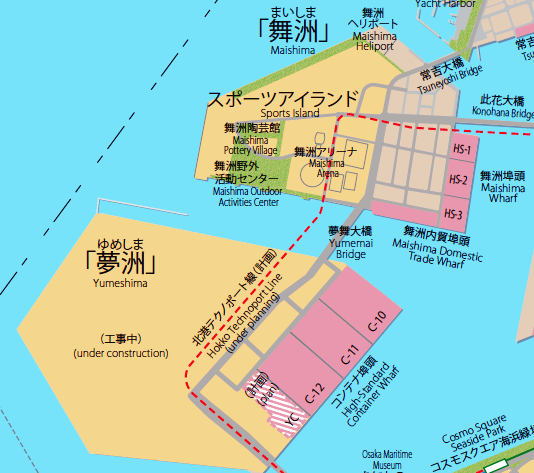 Yacht Harbor
まいしま
「舞洲」
Maishima
舞洲
ヘリポート
Maishima
Heliport
常吉大橋
Tsuneyoshi Bridge
此花大橋
Konohana Bridge
スポーツアイランド
Sports Island
舞洲陶芸館
Maishima
Pottery Village
舞洲アリーナ
Maishima
Arena
舞洲野外
活動センター
Maishima Outdoor
Activities Center
HS-1
HS-2
HS-3
舞洲埠頭
Maishima
Wharf
舞洲内貿埠頭
Maishima Domestic
Trade Wharf
夢舞大橋
Yumemai
Bridge
ゆめしま
「夢洲」
Yumeshima
(工事中)
(under construction)
北港テクノポート線(計画)
Hokko Technoport Line
(under planning)
C-10
C-11
C-12
YC
(計画)
(plan)
コンテナ埠頭
High-Standard
Container Wharf
Cosmo Square
Seaside Park
コスモスクエア海浜緑地
Osaka Maritime
Museum